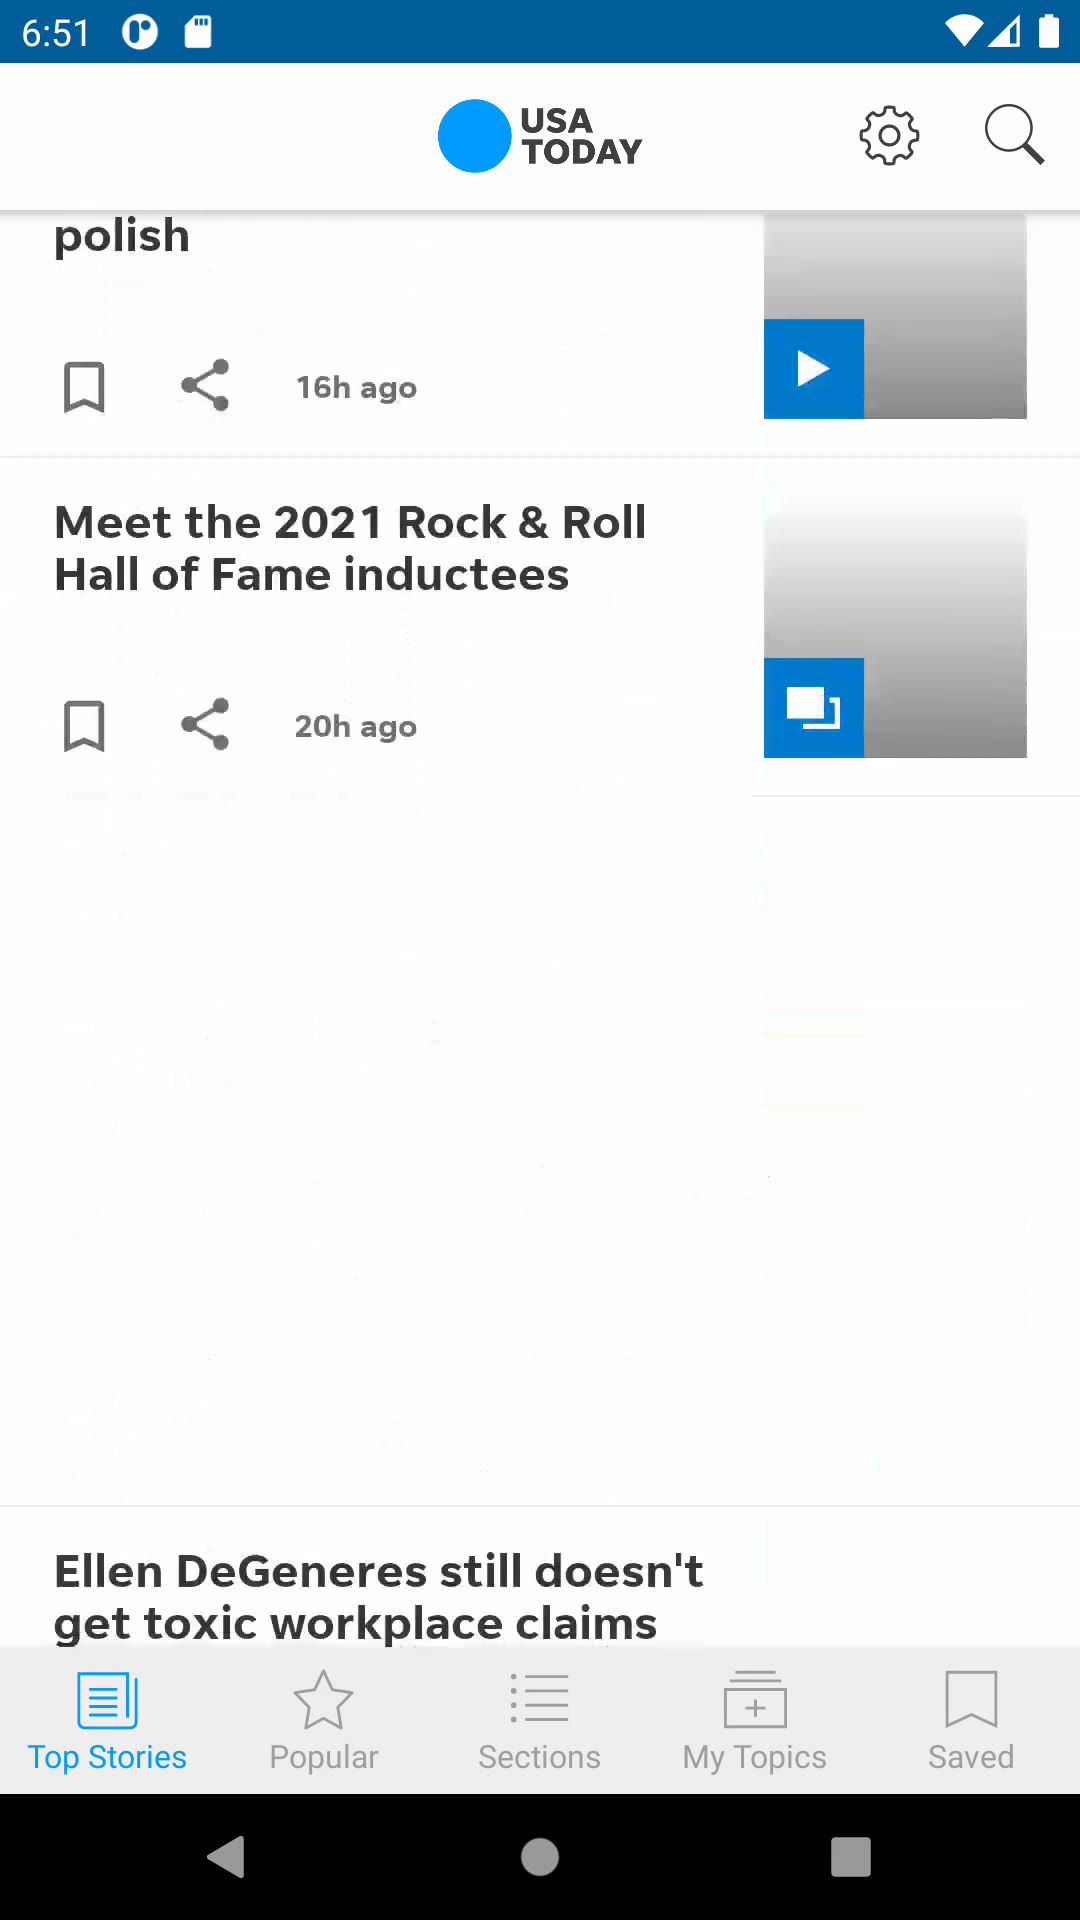 6:51
USA
TODAY
polish
16h ago
Meet the 2021 Rock & Roll
Hall of Fame inductees
20h ago
Ellen DeGeneres still doesn't
get toxic workplace claims
Top Stories
Popular
Sections
My Topics
Saved